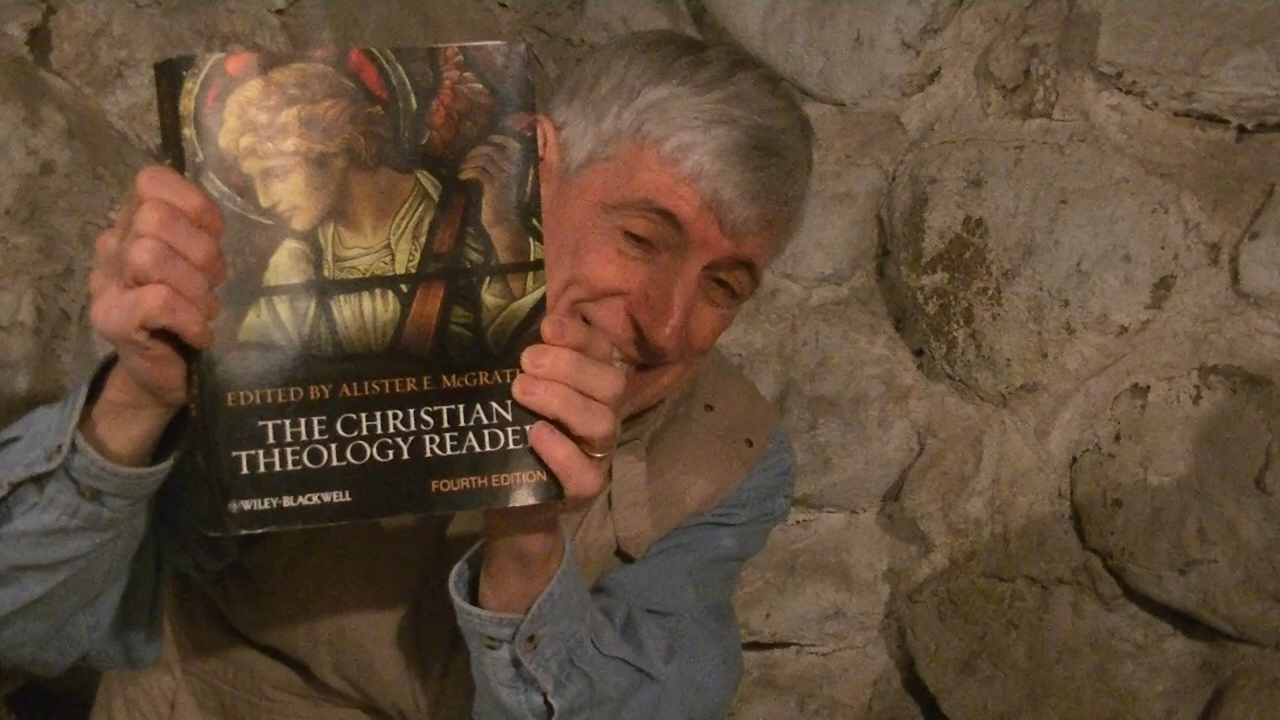 EDITED BY ALISTER E. McGRAT
THE CHRISTIAN
THEOLOGY READE
FOURTH EDITION
WILEY-BLACKWELL